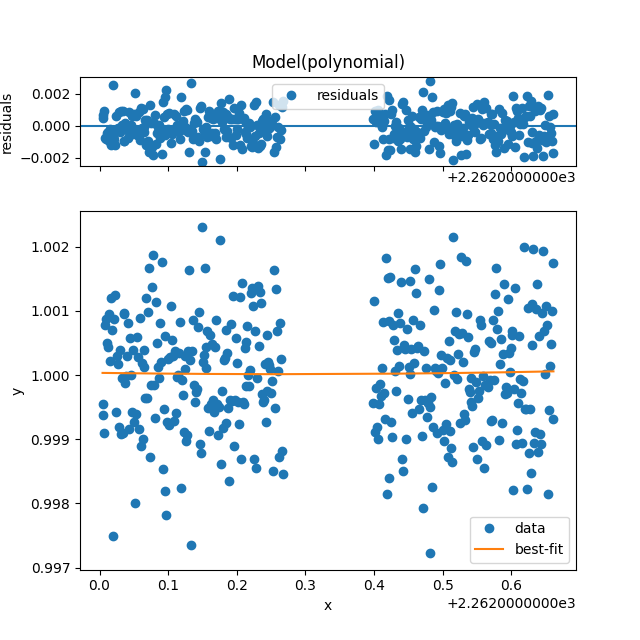 Model(polynomial)
residuals
0.002
0.000
−0.002
residuals
+2.2620000000e3
1.002
1.001
1.000
0.999
0.998
0.997
y
data
best-fit
0.0 0.1 0.2 0.3 0.4 0.5 0.6
x
+2.2620000000e3